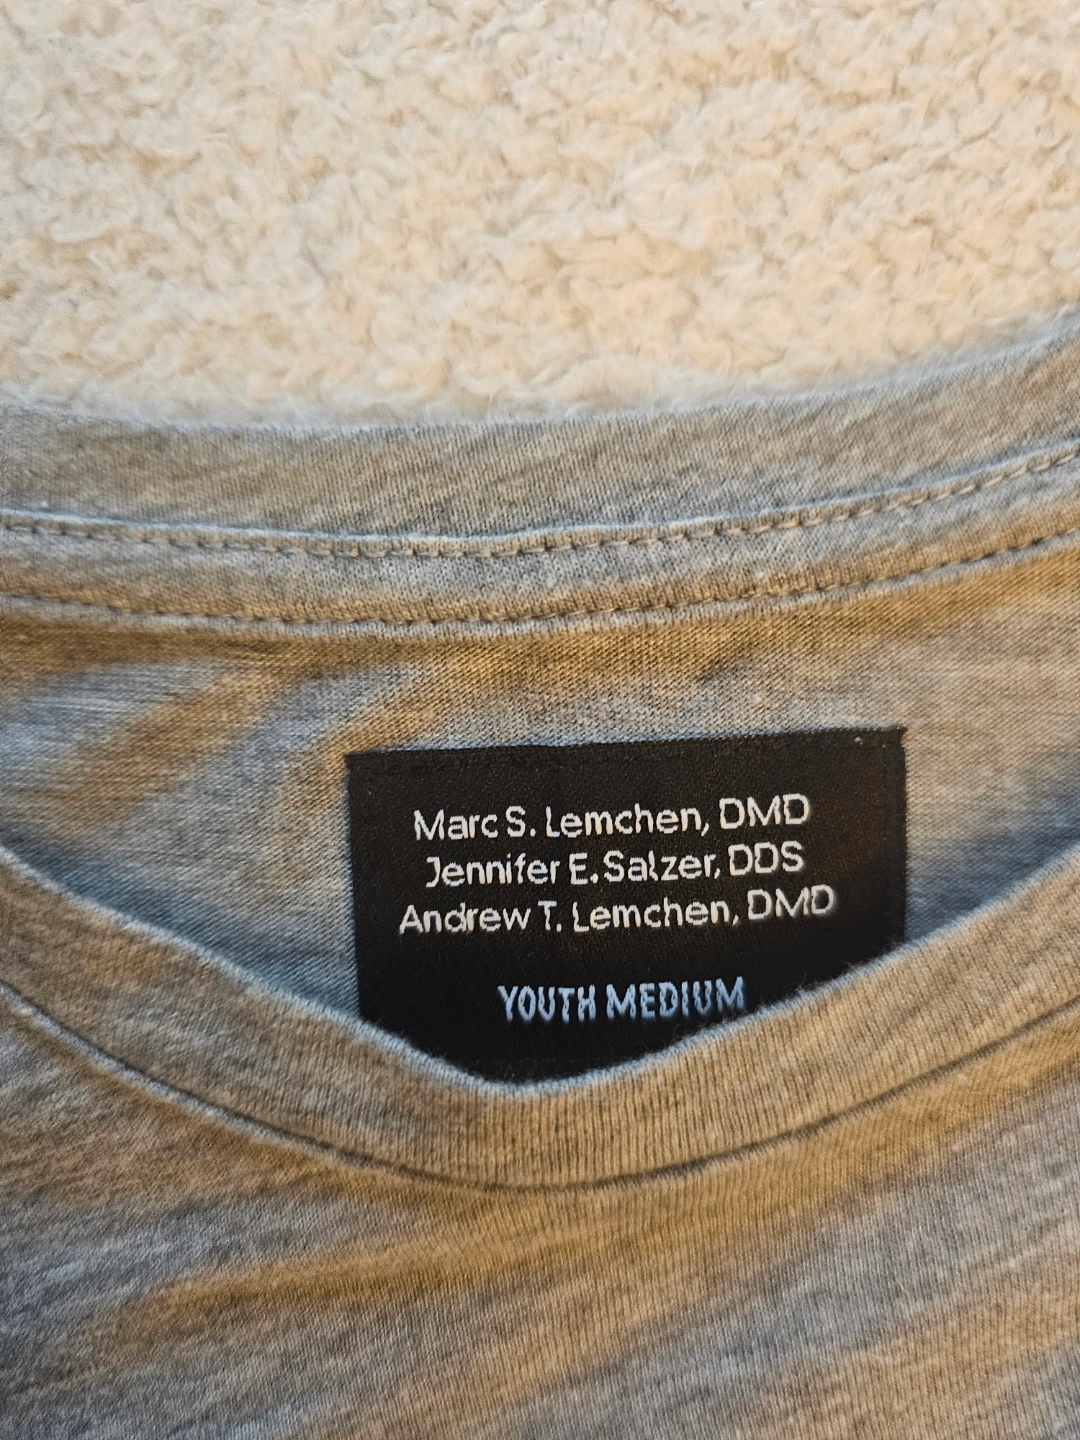 Marc S. Lemchen, DMD
Jennifer E. Salzer, DDS
Andrew T. Lemchen, DMD
YOUTH MEDIUM